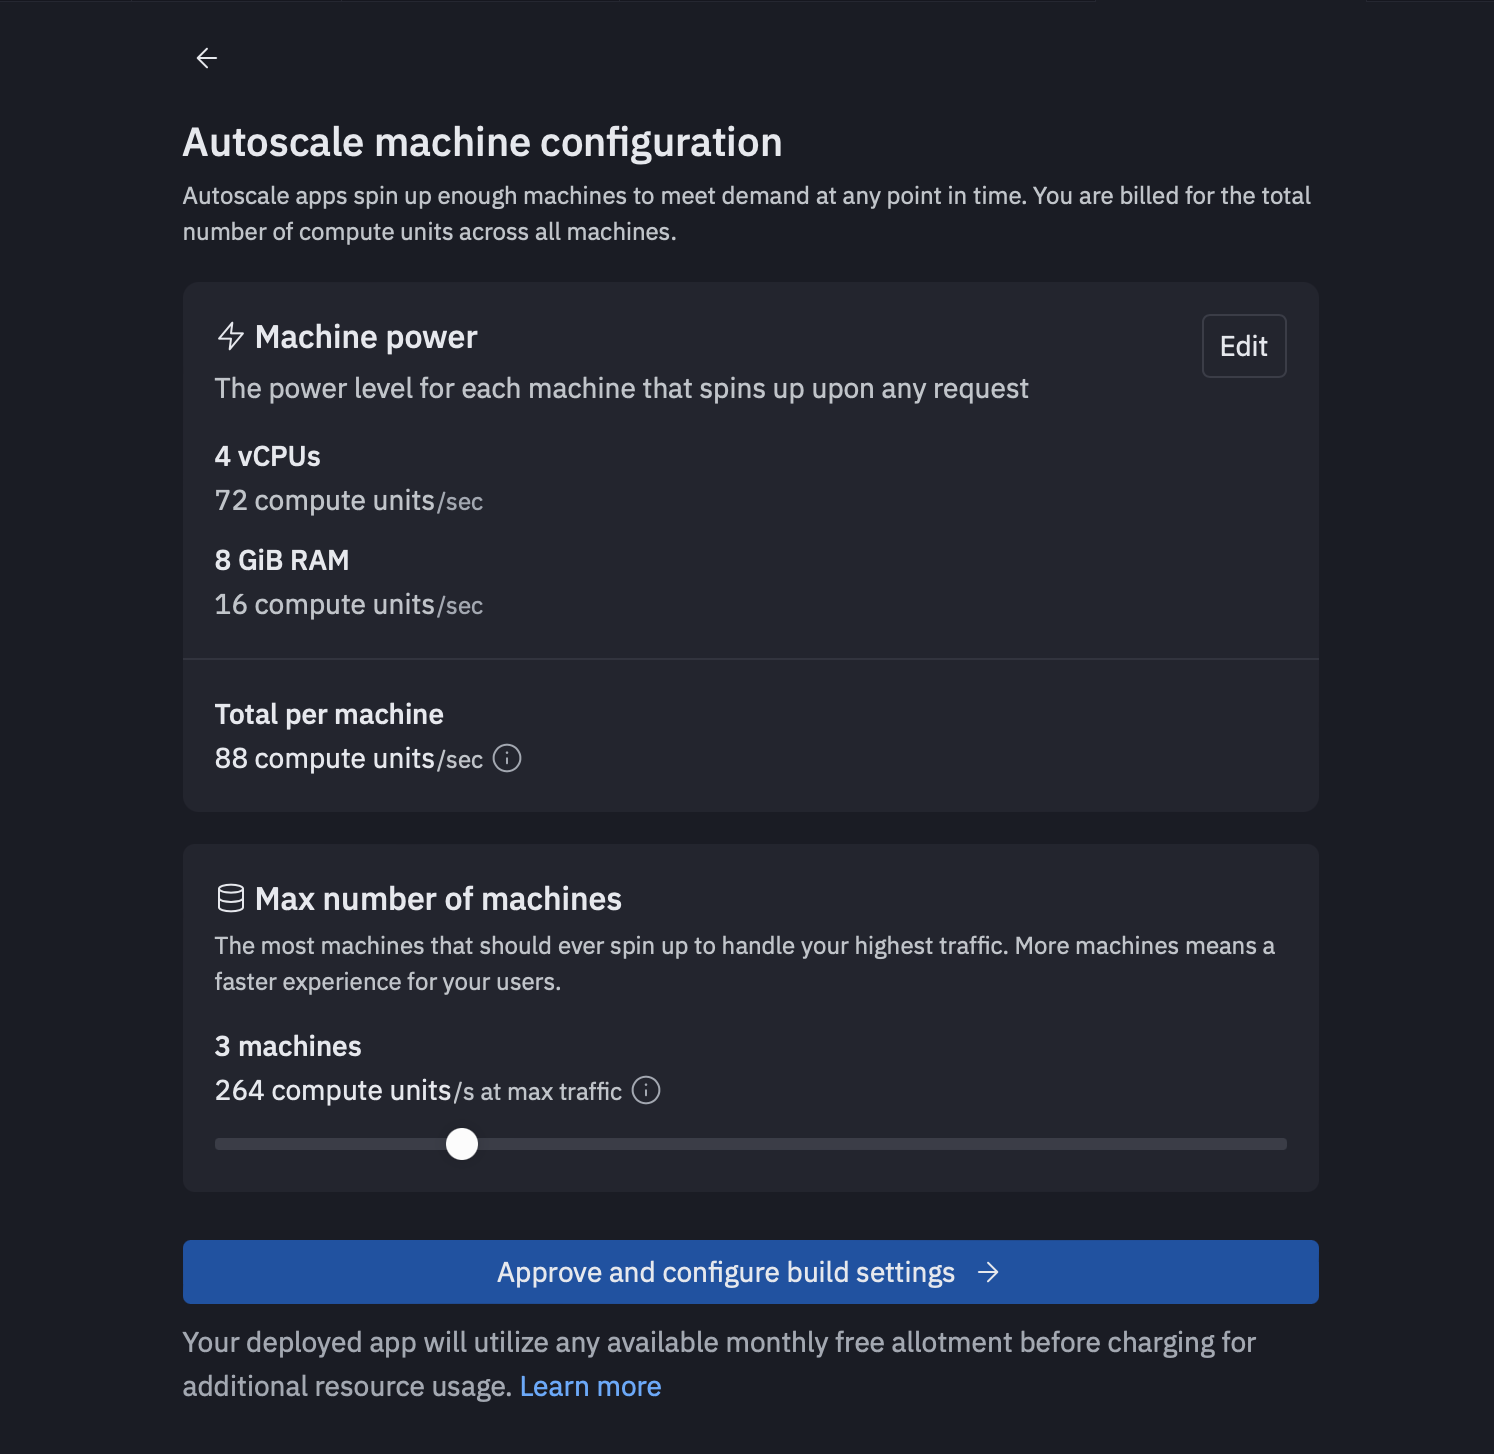 Autoscale machine configuration
Autoscale apps spin up enough machines to meet demand at any point in time. You are billed for the total
number of compute units across all machines.
Machine power
Edit
The power level for each machine that spins up upon any request
4 vCPUs
72 compute units/sec
8 GiB RAM
16 compute units/sec
Total per machine
88 compute units/sec
Max number of machines
The most machines that should ever spin up to handle your highest traffic. More machines means a
faster experience for your users.
3 machines
264 compute units/s at max traffic
Approve and configure build settings →
Your deployed app will utilize any available monthly free allotment before charging for
additional resource usage. Learn more